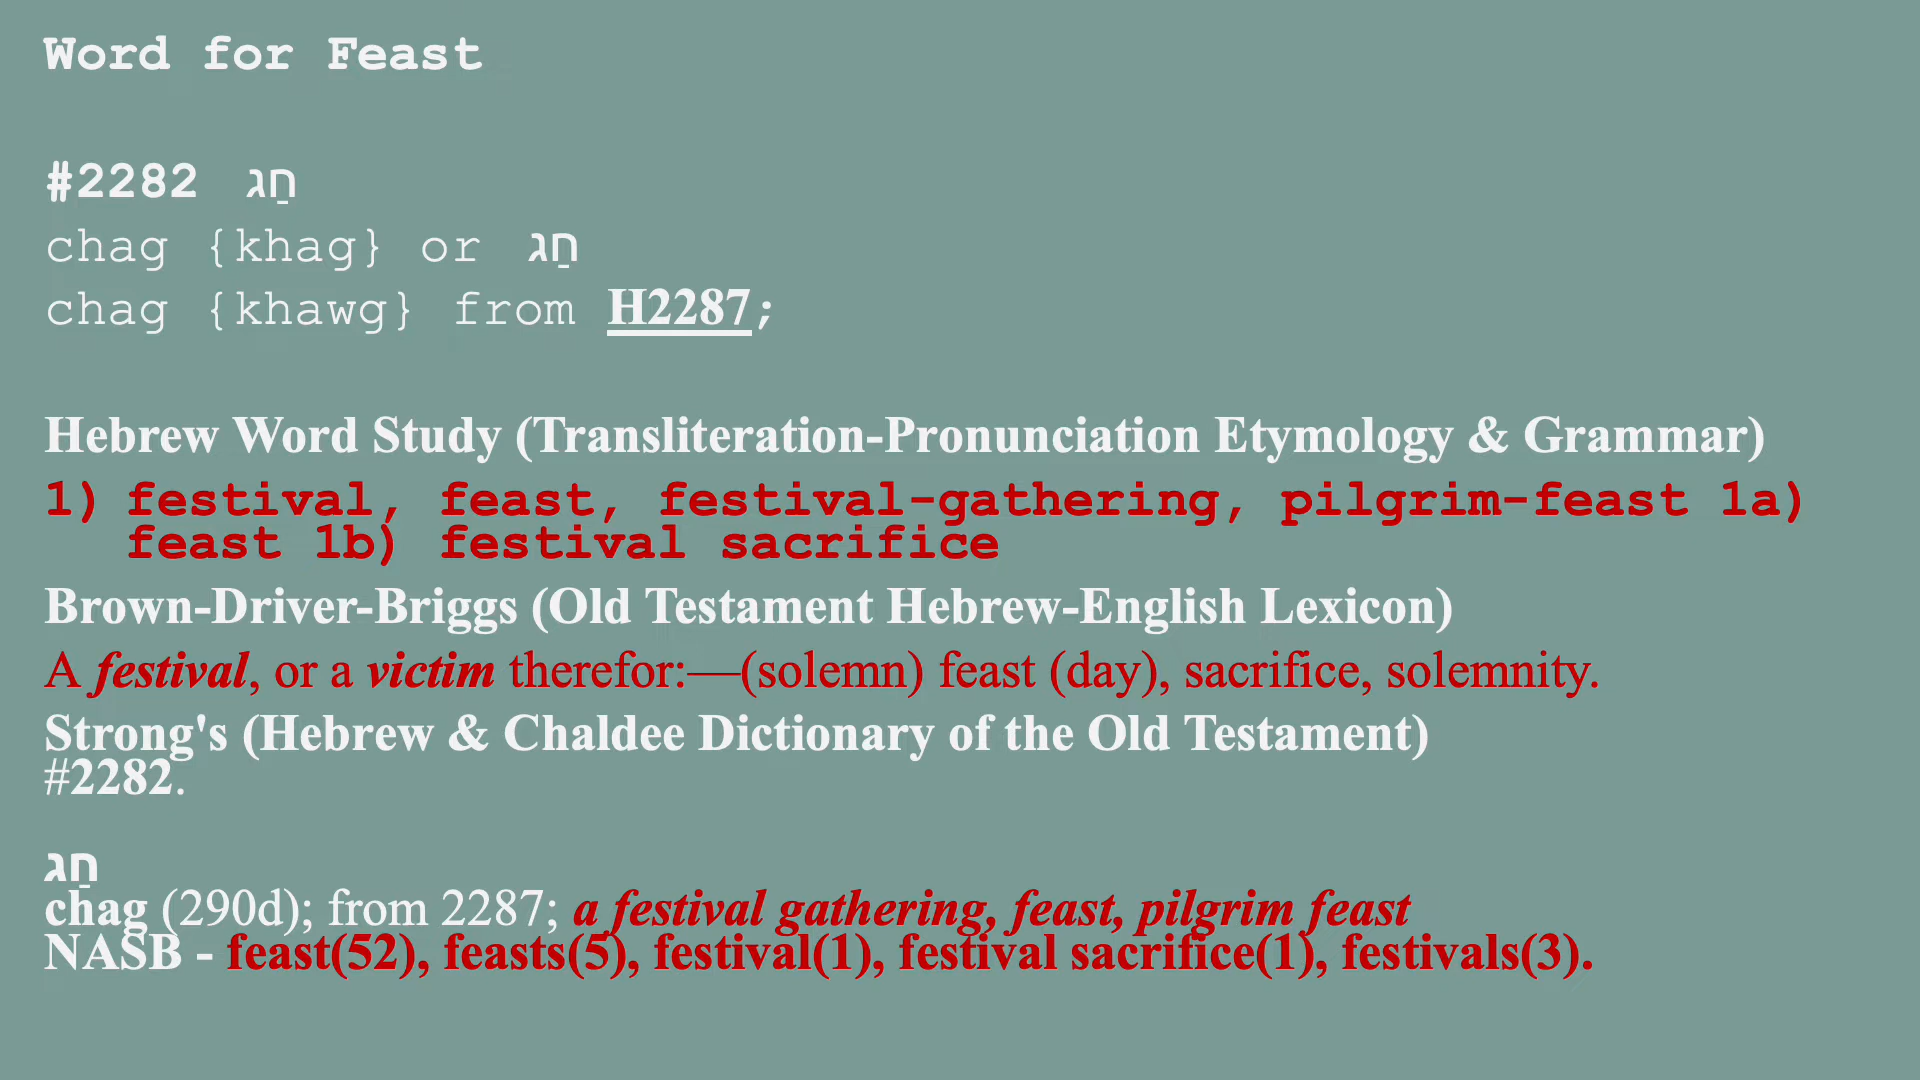 Word for Feast
#2282 חַג
chag {khag} or חַג
chag {khawg} from H2287;
Hebrew Word Study (Transliteration-Pronunciation Etymology & Grammar)
1) festival, feast, festival-gathering, pilgrim-feast 1a)
feast 1b) festival sacrifice
Brown-Driver-Briggs (Old Testament Hebrew-English Lexicon)
A festival, or a victim therefor:—(solemn) feast (day), sacrifice, solemnity.
Strong's (Hebrew & Chaldee Dictionary of the Old Testament)
#2282.
חַג
chag (290d); from 2287; a festival gathering, feast, pilgrim feast
NASB - feast(52), feasts(5), festival(1), festival sacrifice(1), festivals(3).